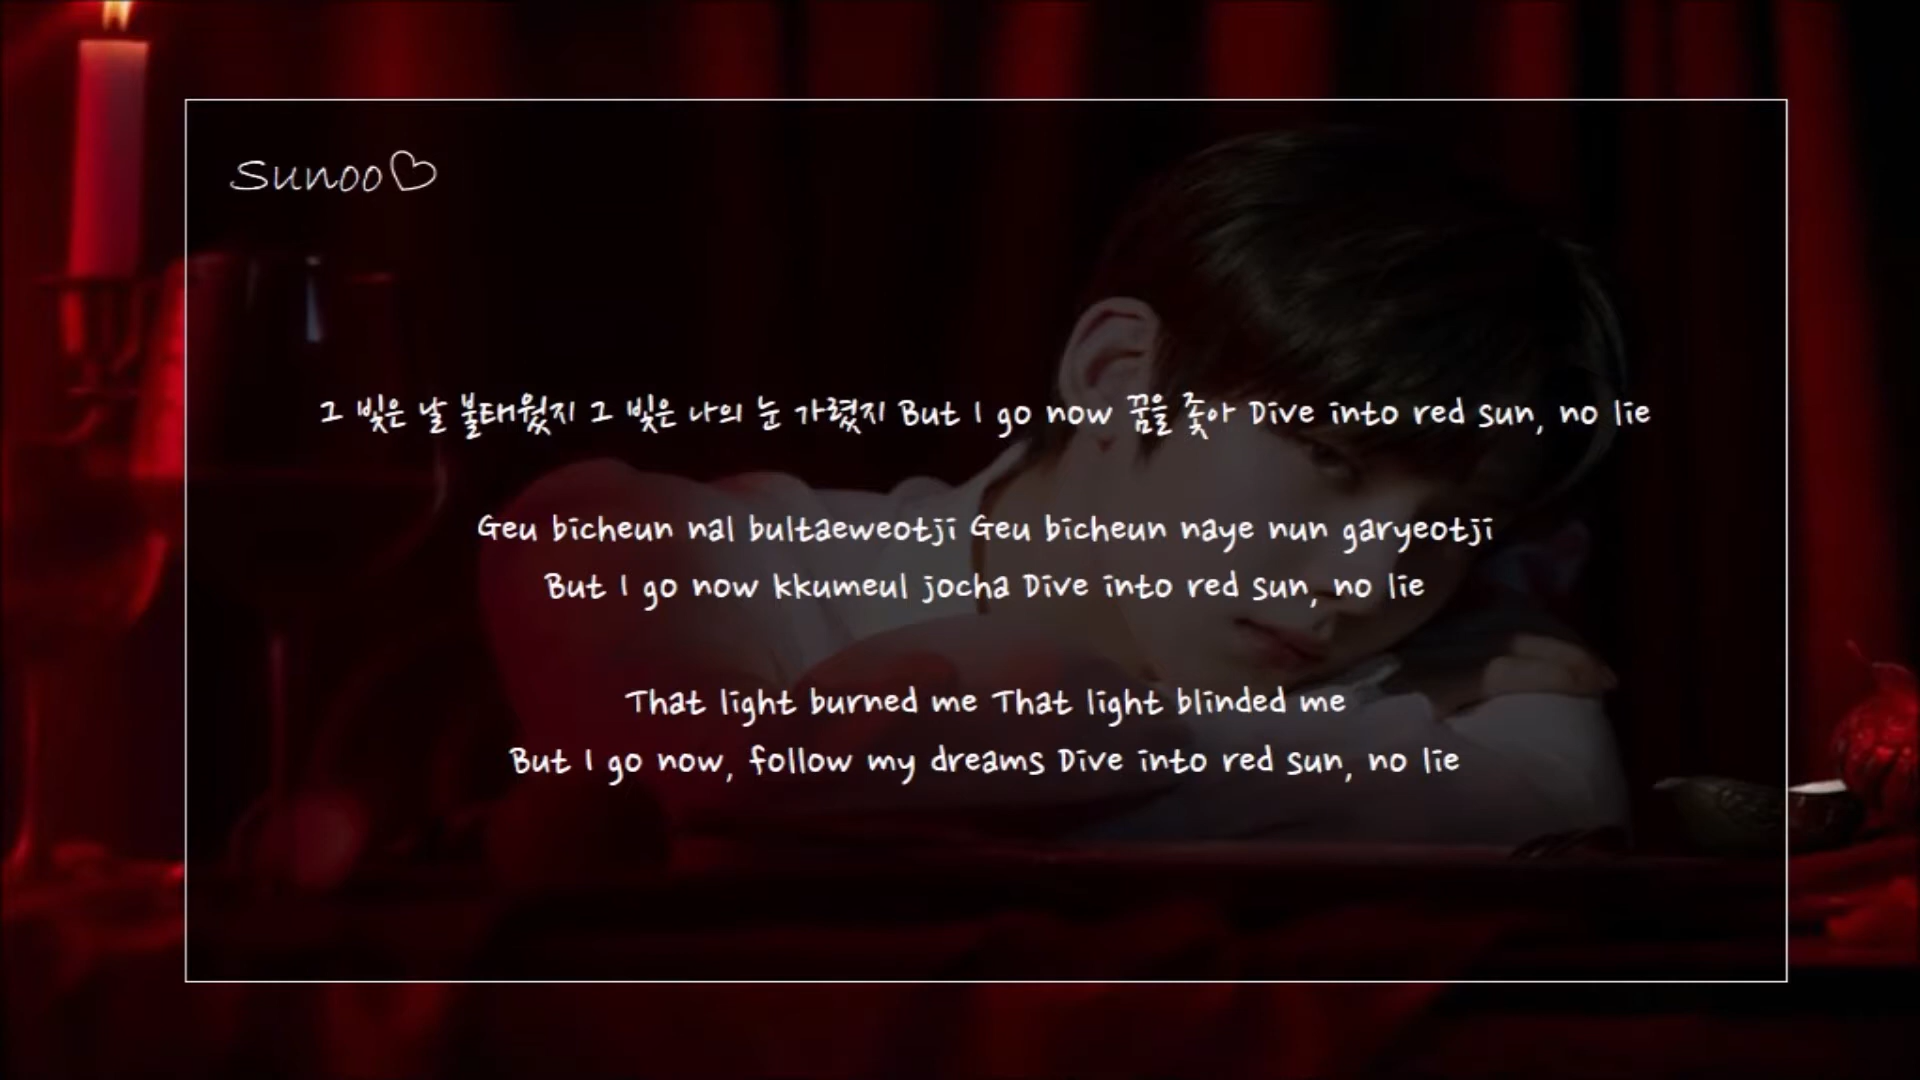 Sunoo♡
그 빛은 날 불태웠지 그 빛은 나의 눈 가렸지 But I go now 꿈을 좇아 Dive into red sun, no lie
Geu bicheun nal bultaeweotji Geu bicheun naye nun garyeotji
But I go now kkumeul jocha Dive into red sun, no lie
That light burned me That light blinded me
But I go now, follow my dreams Dive into red sun, no lie